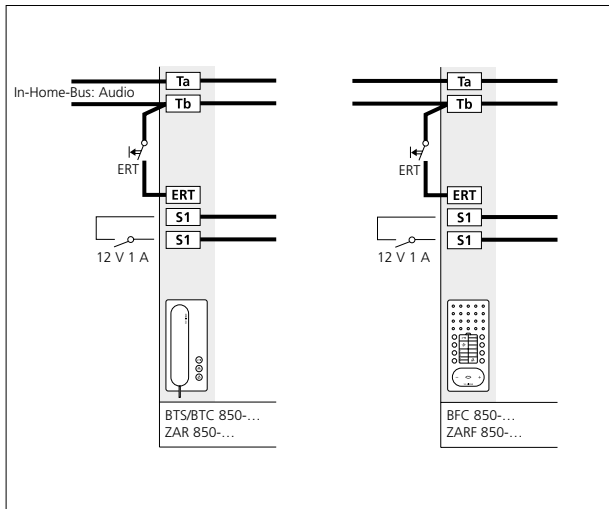 Ta
In-Home-Bus: Audio
Tb
ERT
ERT
S1
S1
12 V 1 A
BTS/BTC 850-…
ZAR 850-…
Ta
Tb
ERT
ERT
S1
S1
12 V 1 A
BFC 850-…
ZARF 850-…